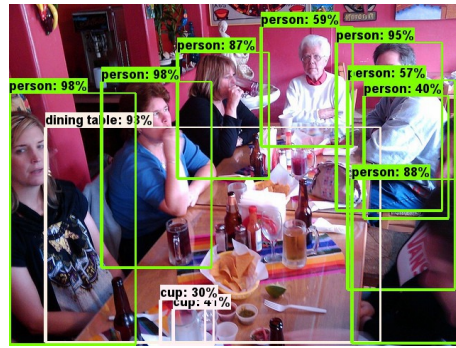 person: 59%
person: 95%
person: 87%
person: 98%
person: 57%
person: 98%
person: 40%
dining table: 93%
person: 88%
cup: 30%
cup: 41%